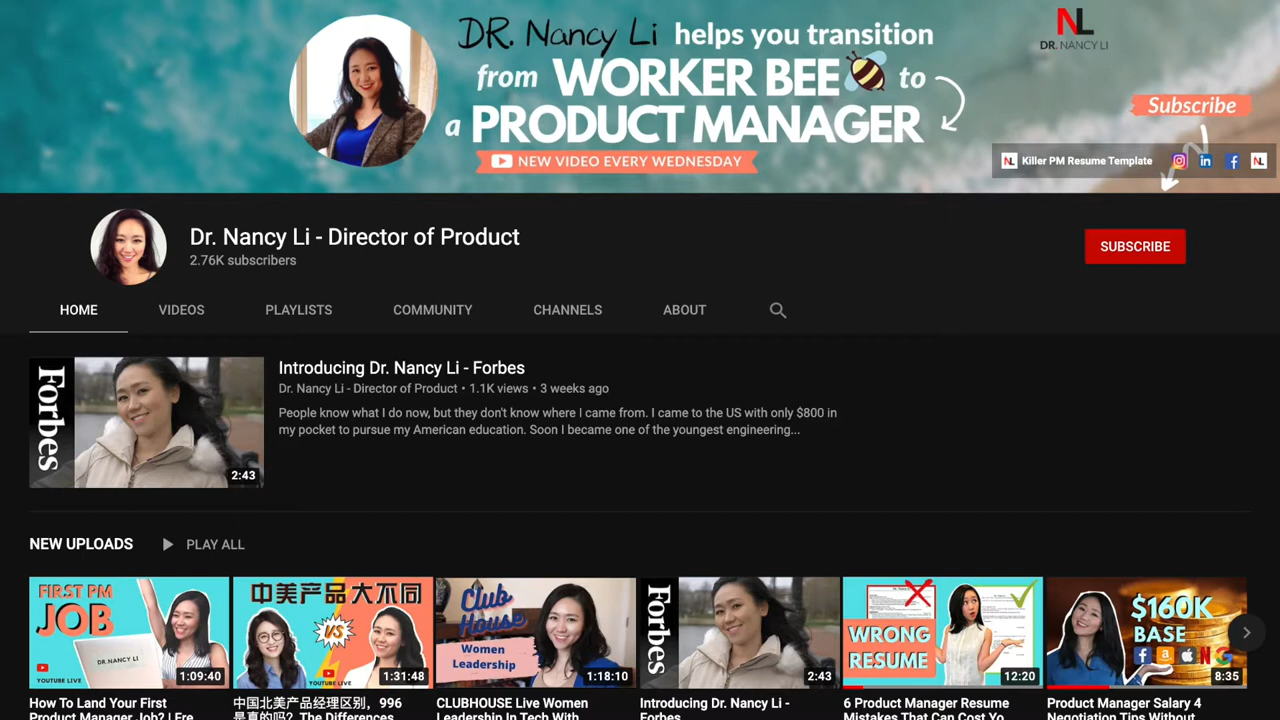 DR. Nancy Li helps you transition
from WORKER BEE to
a PRODUCT MANAGER
NEW VIDEO EVERY WEDNESDAY
NL
DR. NANCY LI
Subscribe
NL Killer PM Resume Template
NL
Dr. Nancy Li - Director of Product
2.76K subscribers
SUBSCRIBE
HOME VIDEOS PLAYLISTS COMMUNITY CHANNELS ABOUT
Forbes
2:43
Introducing Dr. Nancy Li - Forbes
Dr. Nancy Li - Director of Product • 1.1K views • 3 weeks ago
People know what I do now, but they don't know where I came from. I came to the US with only $800 in
my pocket to pursue my American education. Soon I became one of the youngest engineering...
NEW UPLOADS PLAY ALL
FIRST PM
JOB
DR.NANCY LI
YOUTUBE LIVE
1:09:40
How To Land Your First
Product Manager Job? | Fre
中美产品大不同
VS
YOUTUBE LIVE
1:31:48
中国北美产品经理区别，996
是真的吗？The Differences
Club
House
Women
Leadership
1:18:10
CLUBHOUSE Live Women
Leadership In Tech With
Forbes
2:43
Introducing Dr. Nancy Li -
Forbes
WRONG
RESUME
12:20
6 Product Manager Resume
Mistakes That Can Cost Yo
$160K
BASE
8:35
Product Manager Salary 4
Negotiation Tips Without